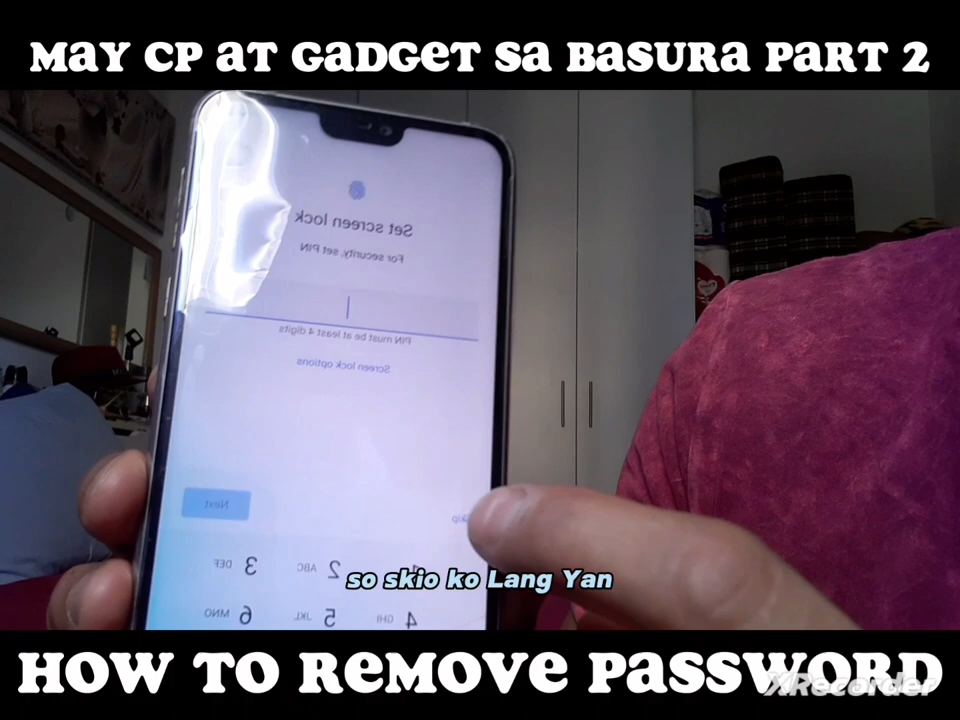 MAY CP AT GADGET SA BASURA PART 2
Set screen lock
For security, set PIN
PIN must be at least 4 digits
Screen lock options
Next
Skip
2 ABC
3 DEF
so skio ko Lang Yan
4 GHI
5 JKL
6 MNO
HOW TO REMOVE PASSWORD
XRecorder